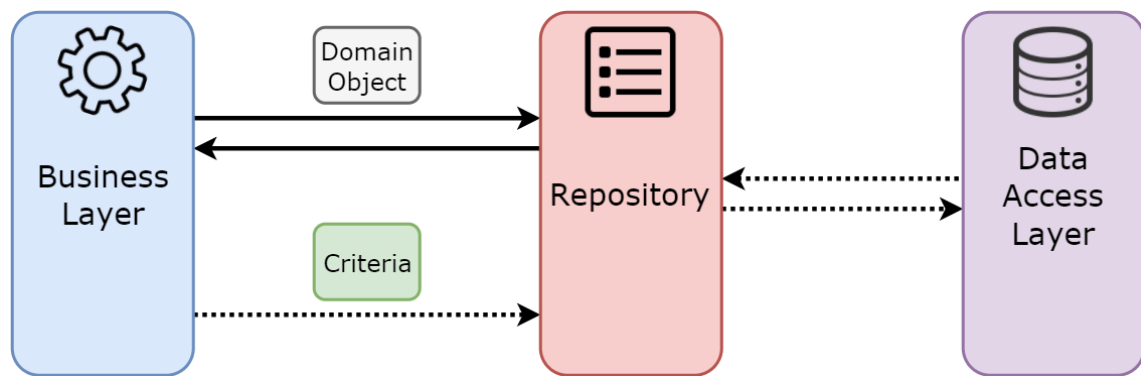 Business
Layer
Domain
Object
Criteria
Repository
Data
Access
Layer